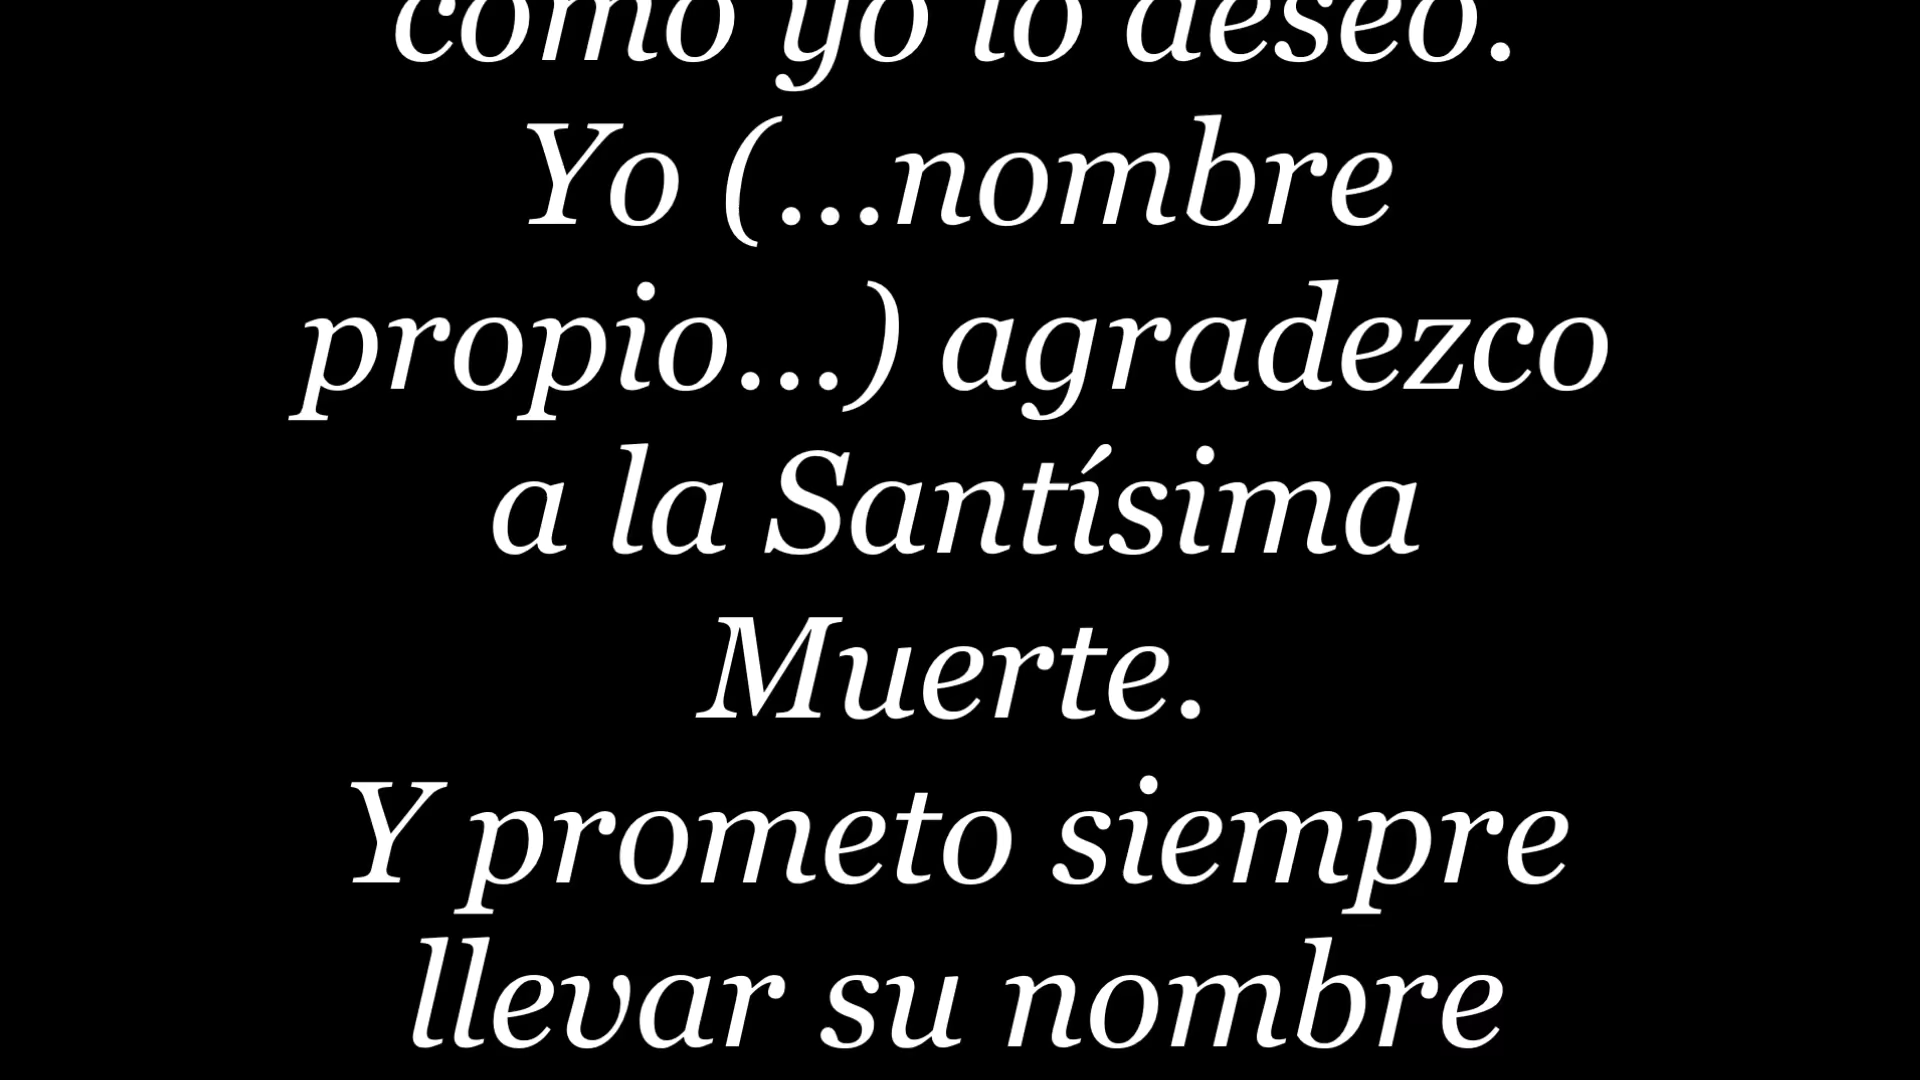 como yo lo deseo.
Yo (...nombre
propio...) agradezco
a la Santísima
Muerte.
Y prometo siempre
llevar su nombre